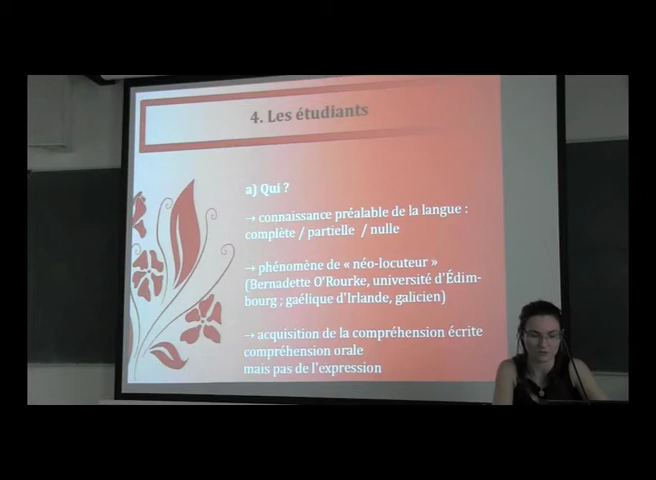 4. Les étudiants
a) Qui ?
→ connaissance préalable de la langue :
complète / partielle / nulle
→ phénomène de « néo-locuteur »
(Bernadette O'Rourke, université d'Édim-
bourg ; gaélique d'Irlande, galicien)
→ acquisition de la compréhension écrite
compréhension orale
mais pas de l'expression